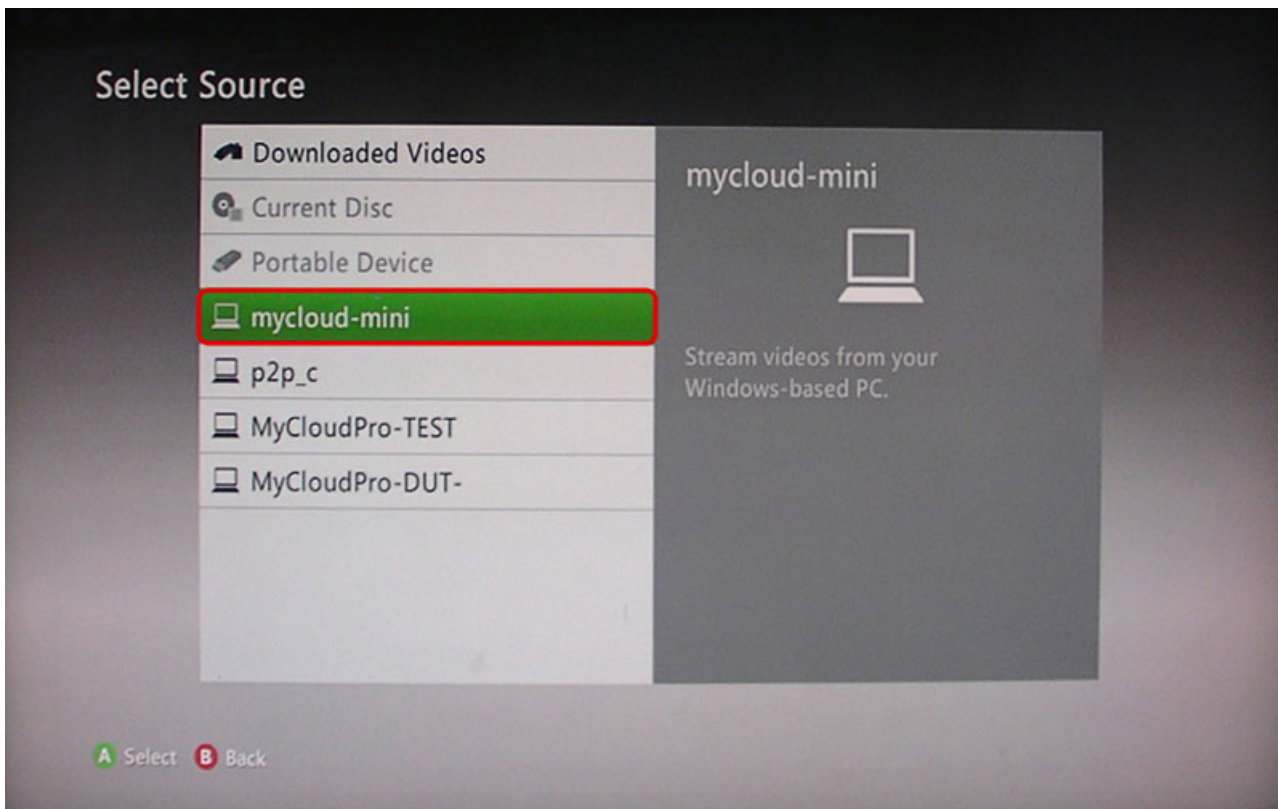 Select Source
Downloaded Videos
Current Disc
Portable Device
mycloud-mini
p2p_c
MyCloudPro-TEST
MyCloudPro-DUT-
mycloud-mini
Stream videos from your
Windows-based PC.
A Select B Back